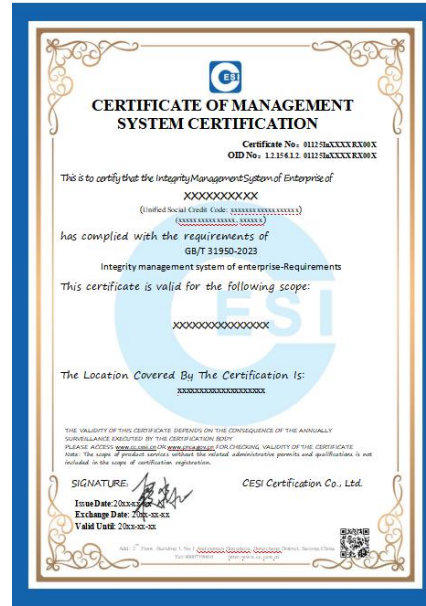 CESI
CERTIFICATE OF MANAGEMENT
SYSTEM CERTIFICATION
Certificate No: 01125InXXXXRX00X
OID No: 1.2.156.1.2. 01125InXXXXRX00X
This is to certify that the Integrity Management System of Enterprise of
XXXXXXXXXX
(Unified Social Credit Code: xxxxxxxxxxxxxxxxxx)
has complied with the requirements of
GB/T 31950-2023
Integrity management system of enterprise-Requirements
This certificate is valid for the following scope:
XXXXXXXXXXXXXXX
CESI
The Location Covered By The Certification Is:
THE VALIDITY OF THIS CERTIFICATE DEPENDS ON THE CONSEQUENCE OF THE ANNUALLY
SURVEILLANCE EXECUTED BY THE CERTIFICATION BODY
PLEASE ACCESS www.cc.cesi.cn OR www.cnca.gov.cn FOR CHECKING VALIDITY OF THE CERTIFICATE
Note: The scope of product services without the related administrative permits and qualifications is not
included in the scope of certification registration.
SIGNATURE:
CESI Certification Co., Ltd.
Issue Date:20xx-xx-xx
Exchange Date: 20xx-xx-xx
Valid Until: 20xx-xx-xx